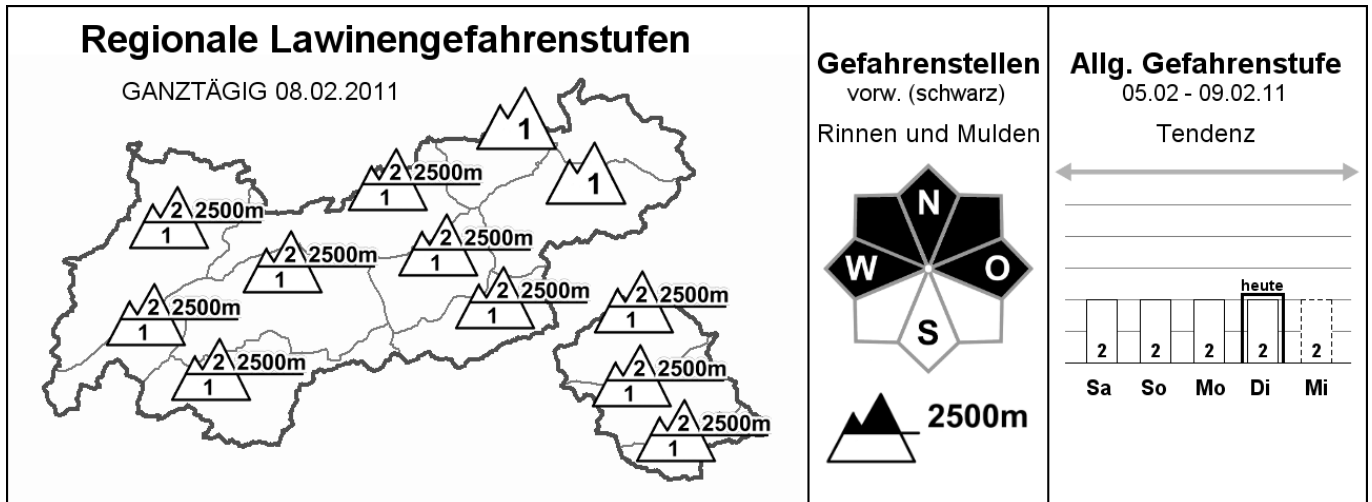 Regionale Lawinengefahrenstufen
GANZTÄGIG 08.02.2011
1
1
2 2500m
1
2 2500m
1
2 2500m
1
2 2500m
1
2 2500m
1
2 2500m
1
2 2500m
1
2 2500m
1
2 2500m
1
2 2500m
1
Gefahrenstellen
vorw. (schwarz)
Rinnen und Mulden
N
W O
S
2500m
Allg. Gefahrenstufe
05.02 - 09.02.11
Tendenz
heute
2 2 2 2 2
Sa So Mo Di Mi